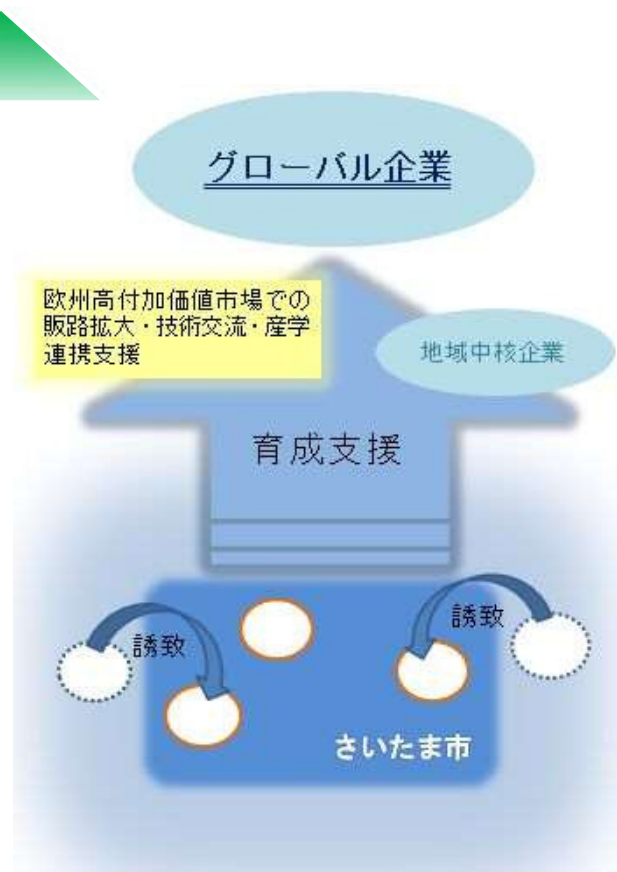 グローバル企業
欧州高付加価値市場での
販路拡大・技術交流・産学
連携支援
地域中核企業
育成支援
誘致
誘致
さいたま市